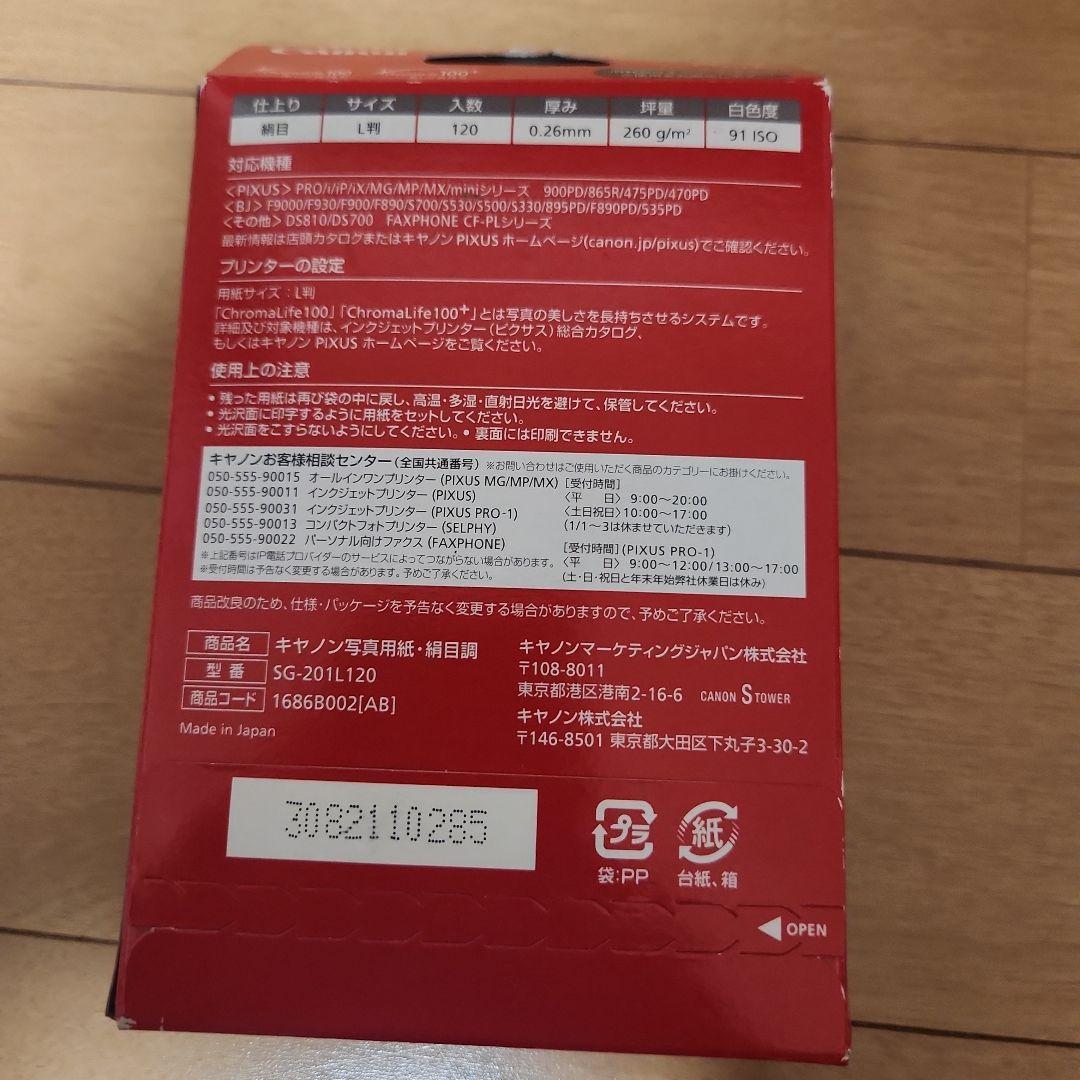 仕上り サイズ 入数 厚み 坪量 白色度
絹目 L判 120 0.26mm 260 g/m² 91 ISO
対応機種
〈PIXUS〉PRO/i/iP/iX/MG/MP/MX/miniシリーズ 900PD/865R/475PD/470PD
〈BJ〉F9000/F930/F900/F890/S700/S530/S500/S330/895PD/F890PD/535PD
〈その他〉DS810/DS700 FAXPHONE CF-PLシリーズ
最新情報は店頭カタログまたはキヤノン PIXUS ホームページ(canon.jp/pixus)でご確認ください。
プリンターの設定
用紙サイズ：L判
「ChromaLife100」「ChromaLife100+」とは写真の美しさを長持ちさせるシステムです。
詳細及び対象機種は、インクジェットプリンター（ピクサス）総合カタログ、
もしくはキヤノン PIXUS ホームページをご覧ください。
使用上の注意
• 残った用紙は再び袋の中に戻し、高温・多湿・直射日光を避けて、保管してください。
• 光沢面に印字するように用紙をセットしてください。
• 光沢面をこすらないようにしてください。• 裏面には印刷できません。
キヤノンお客様相談センター（全国共通番号）※お問い合わせはご使用いただく商品のカテゴリーにお掛けください。
050-555-90015 オールインワンプリンター (PIXUS MG/MP/MX) [受付時間]
050-555-90011 インクジェットプリンター (PIXUS) 〈平 日〉9:00～20:00
050-555-90031 インクジェットプリンター (PIXUS PRO-1) 〈土日祝日〉10:00～17:00
050-555-90013 コンパクトフォトプリンター (SELPHY) (1/1～3は休ませていただきます)
050-555-90022 パーソナル向けファクス (FAXPHONE) [受付時間] (PIXUS PRO-1)
※上記番号はIP電話プロバイダーのサービスによってつながらない場合があります。 〈平 日〉9:00～12:00/13:00～17:00
※受付時間は予告なく変更する場合があります。予めご了承ください。 (土・日・祝日と年末年始弊社休業日は休み)
商品改良のため、仕様・パッケージを予告なく変更する場合がありますので、予めご了承ください。
商品名 キヤノン写真用紙・絹目調
型番 SG-201L120
商品コード 1686B002[AB]
Made in Japan
キヤノンマーケティングジャパン株式会社
〒108-8011
東京都港区港南2-16-6 CANON S TOWER
キヤノン株式会社
〒146-8501 東京都大田区下丸子3-30-2
3082110285
プラ 紙
袋:PP 台紙、箱
OPEN